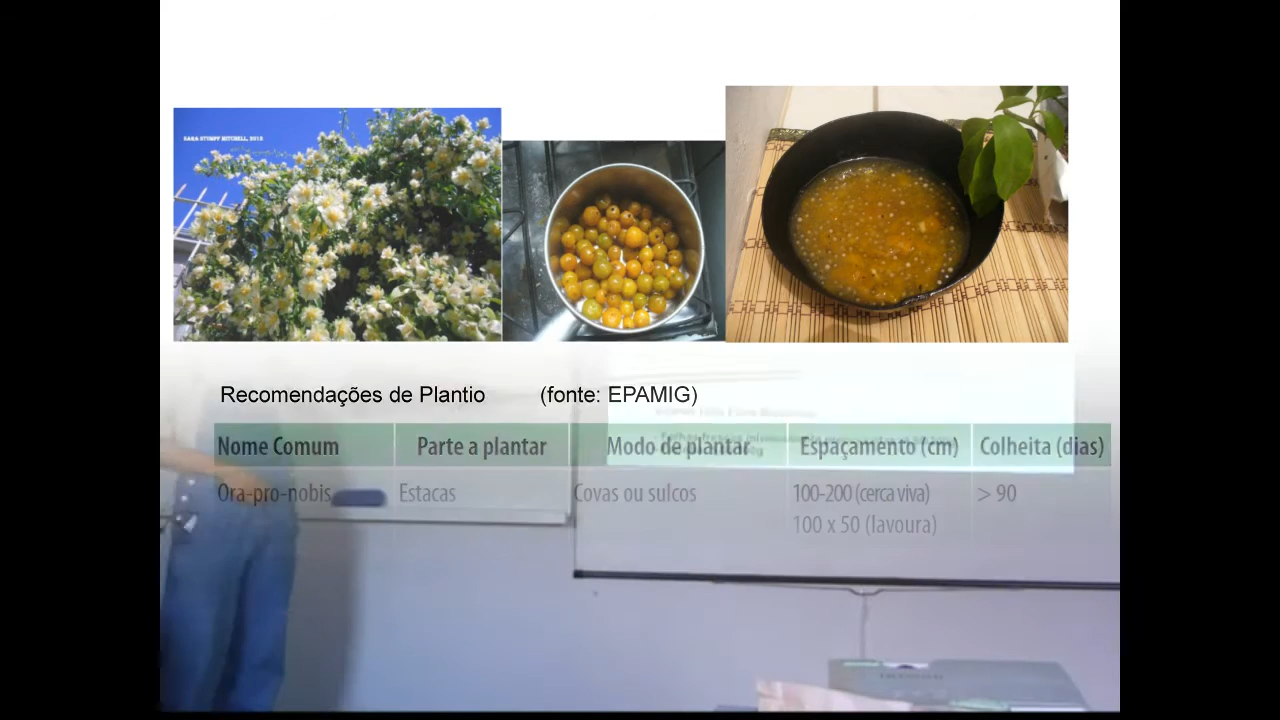 SARA STUMPF MITCHELL, 2012
Recomendações de Plantio (fonte: EPAMIG)
Nome Comum Parte a plantar Modo de plantar Espaçamento (cm) Colheita (dias)
Ora-pro-nobis Estacas Covas ou sulcos 100-200 (cerca viva) > 90
100 x 50 (lavoura)